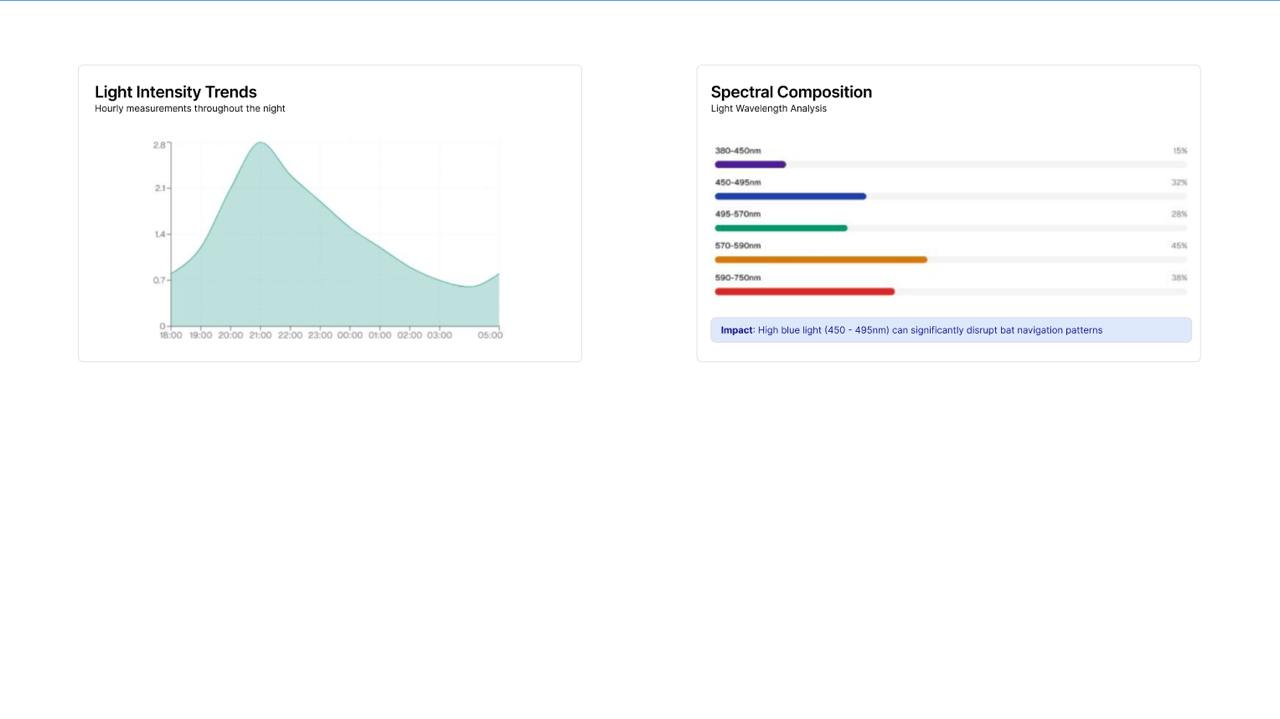 Light Intensity Trends
Hourly measurements throughout the night
2.8
2.1
1.4
0.7
0
18:00 19:00 20:00 21:00 22:00 23:00 00:00 01:00 02:00 03:00 05:00
Spectral Composition
Light Wavelength Analysis
380-450nm 15%
450-495nm 32%
495-570nm 28%
570-590nm 45%
590-750nm 38%
Impact: High blue light (450 - 495nm) can significantly disrupt bat navigation patterns